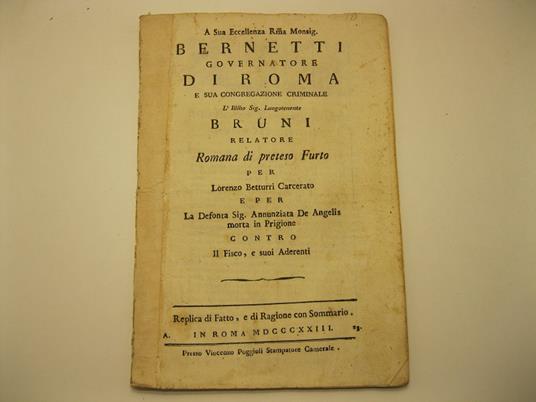 A Sua Eccellenza Rm̃a Monsig.
BERNETTI
GOVERNATORE
DI ROMA
E SUA CONGREGAZIONE CRIMINALE
L' Illm̃o Sig. Luogotenente
BRUNI
RELATORE
Romana di preteso Furto
PER
Lorenzo Betturri Carcerato
E PER
La Defonta Sig. Annunziata De Angelis
morta in Prigione
CONTRO
Il Fisco, e suoi Aderenti
Replica di Fatto, e di Ragione con Sommario.
A. IN ROMA MDCCCXXIII.
Presso Vincenzo Poggioli Stampatore Camerale.